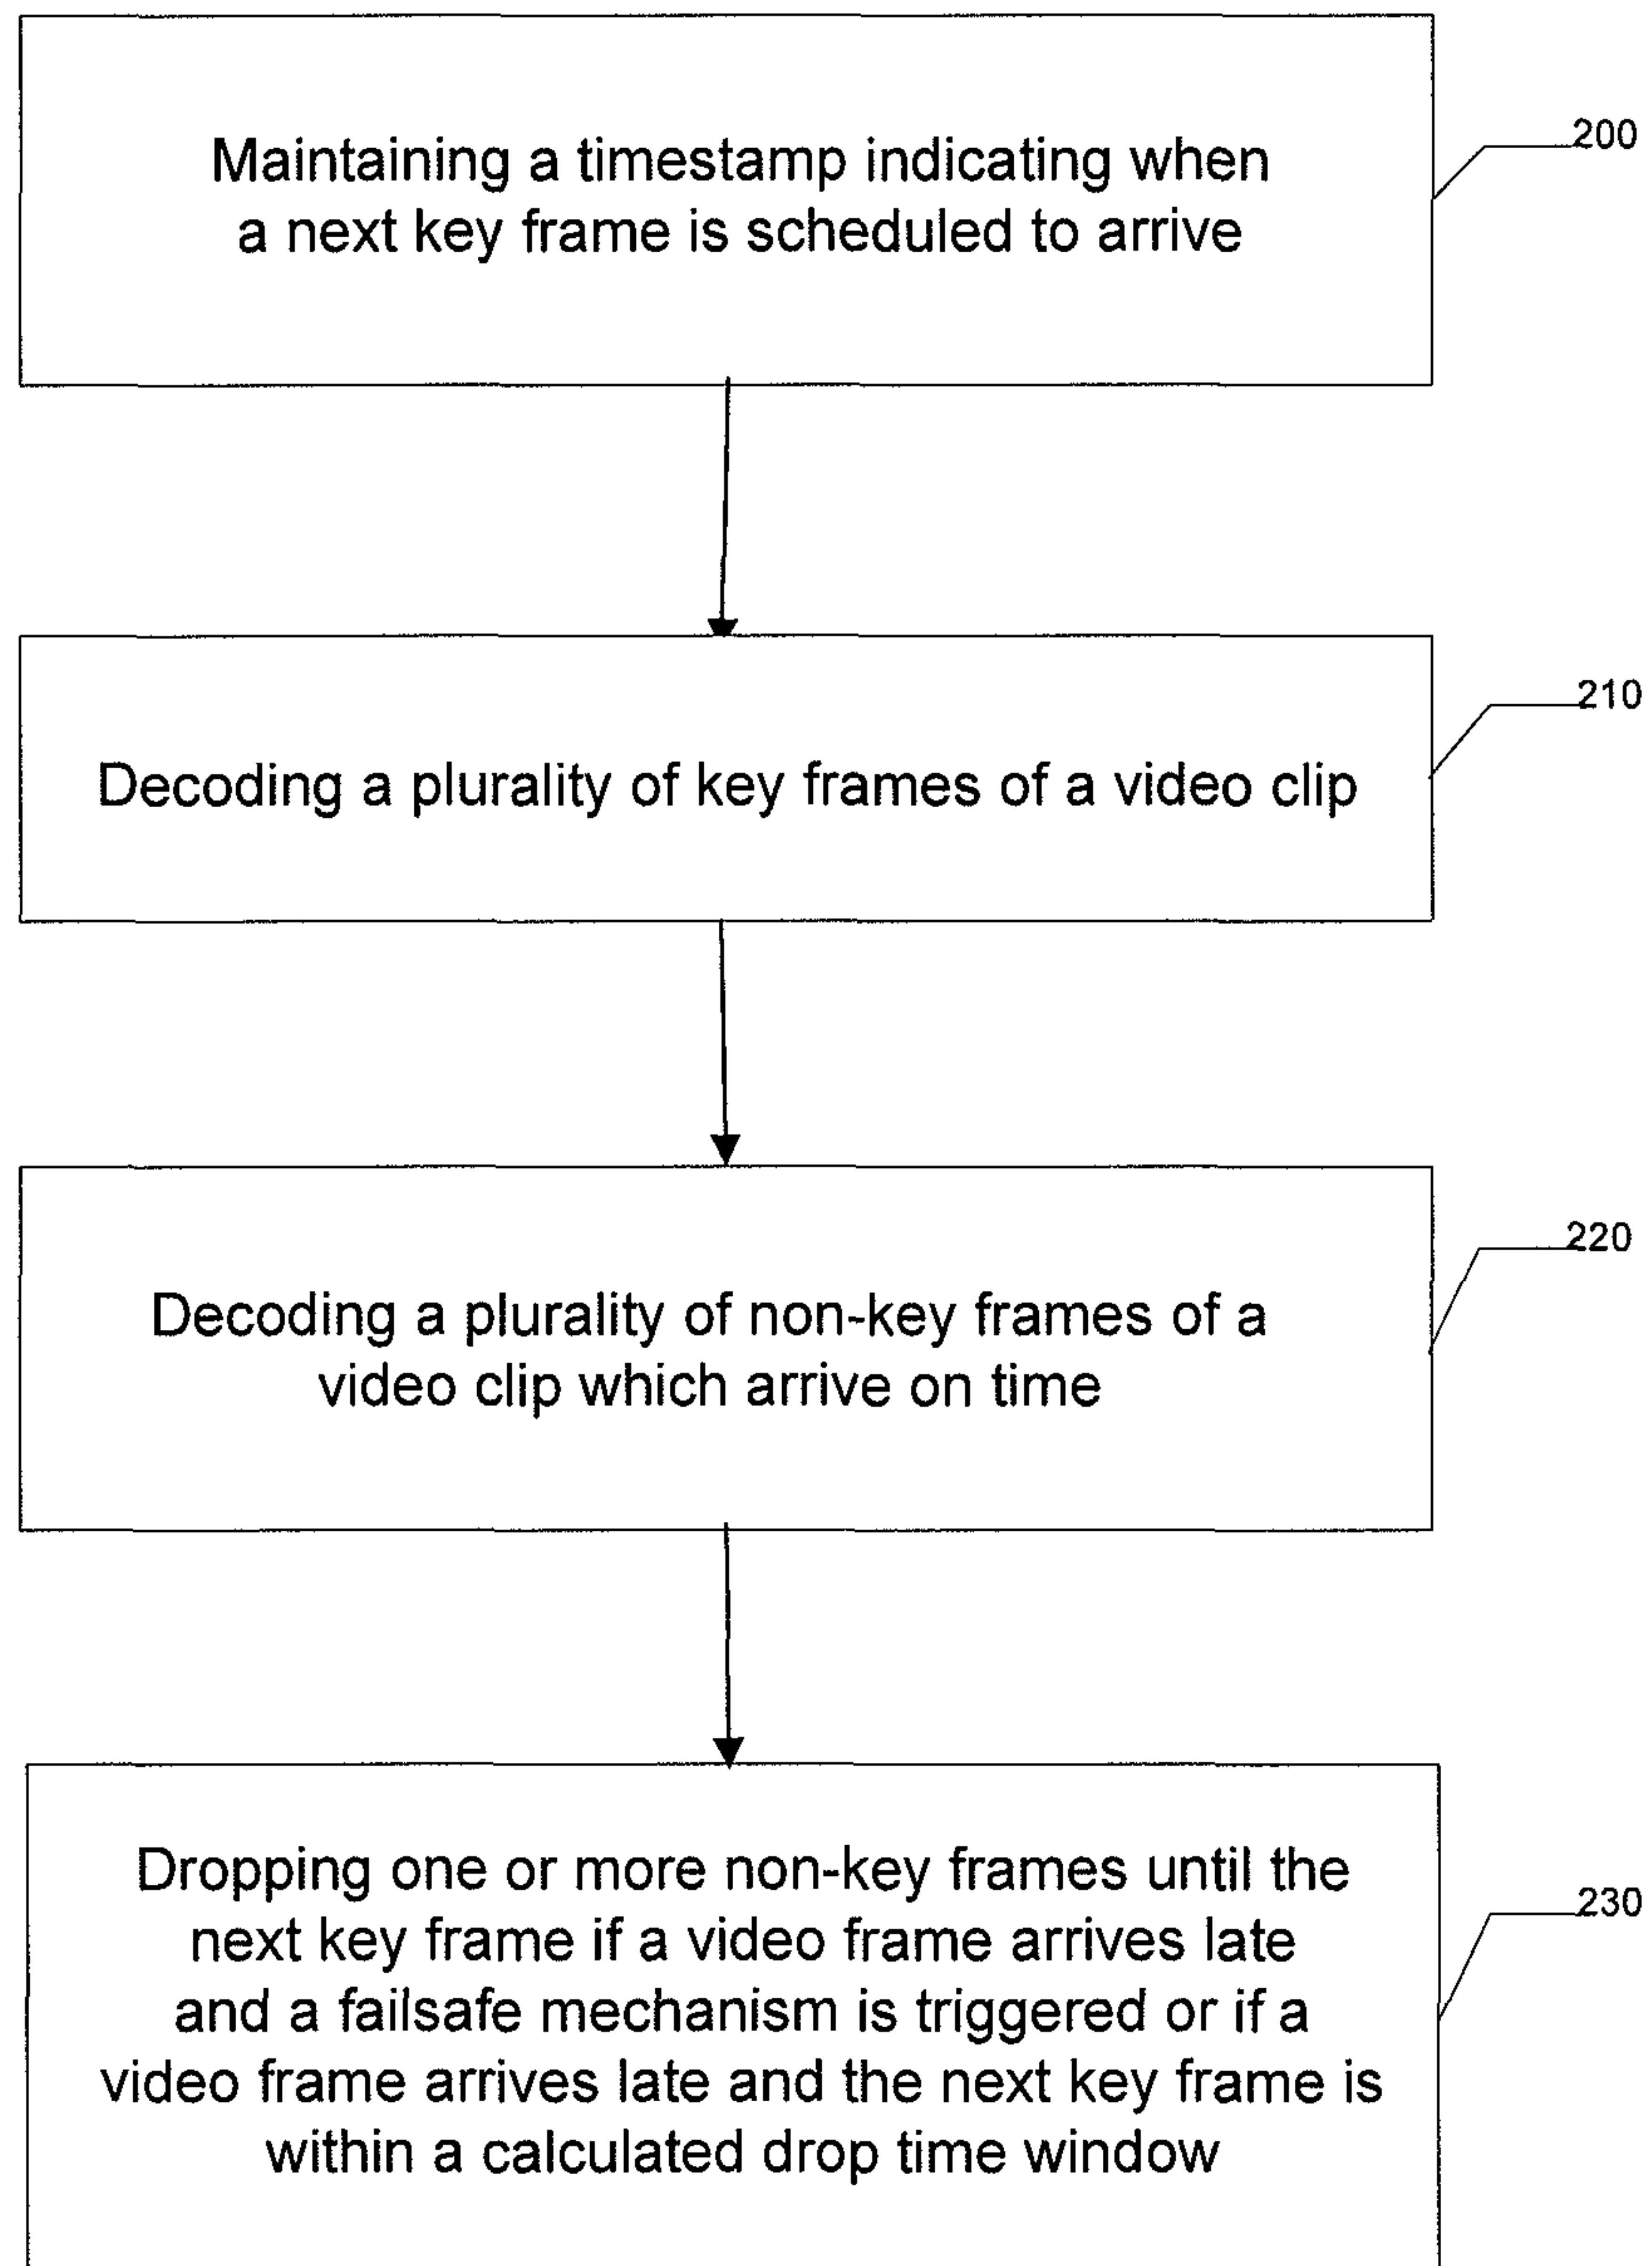 Maintaining a timestamp indicating when
a next key frame is scheduled to arrive
200
Decoding a plurality of key frames of a video clip
210
Decoding a plurality of non-key frames of a
video clip which arrive on time
220
Dropping one or more non-key frames until the
next key frame if a video frame arrives late
and a failsafe mechanism is triggered or if a
video frame arrives late and the next key frame is
within a calculated drop time window
230